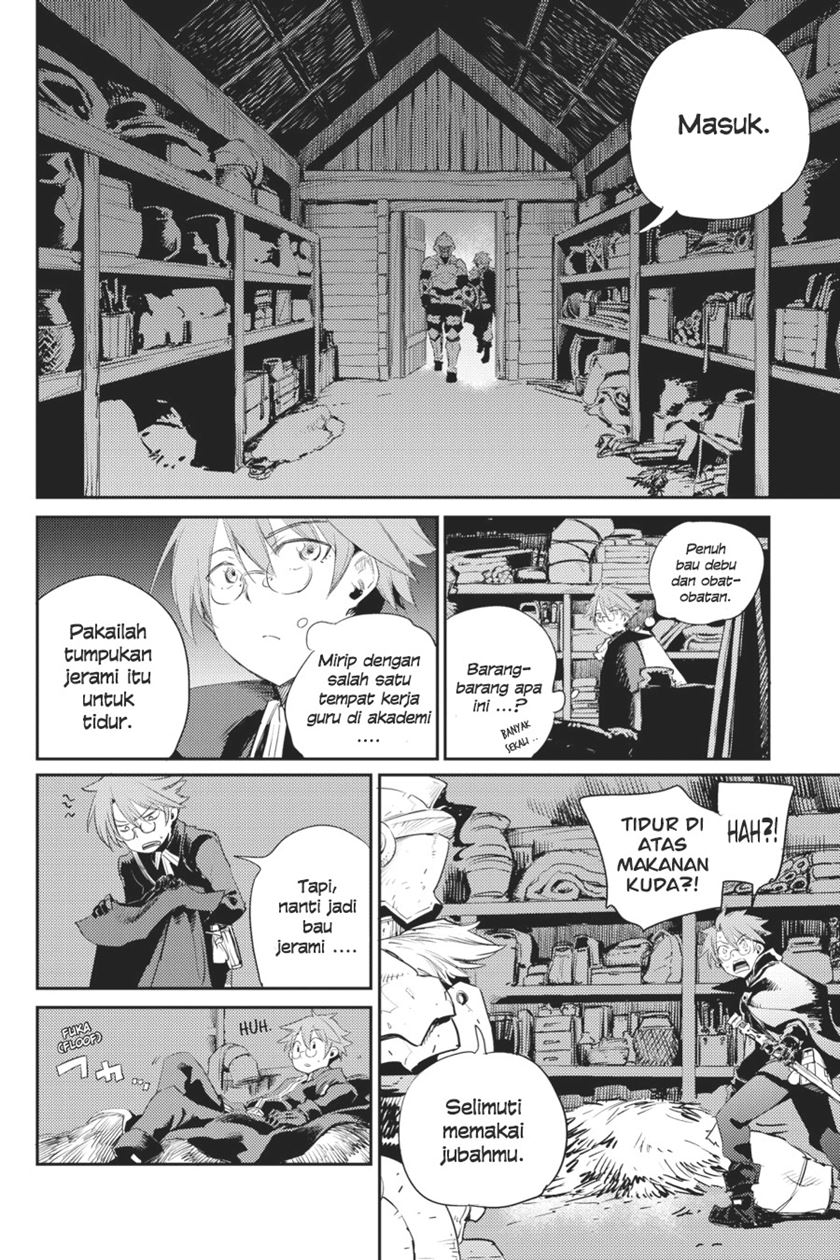 Masuk.
Penuh
bau debu
dan obat-
obatan.
Barang-
barang apa
ini ...?
BANYAK
SEKALI ..
Mirip dengan
salah satu
tempat kerja
guru di akademi
....
Pakailah
tumpukan
jerami itu
untuk
tidur.
HAH?!
TIDUR DI
ATAS
MAKANAN
KUDA?!
Selimuti
memakai
jubahmu.
Tapi,
nanti jadi
bau
jerami ....
HUH.
FUKA
(FLOOF)
フカ...